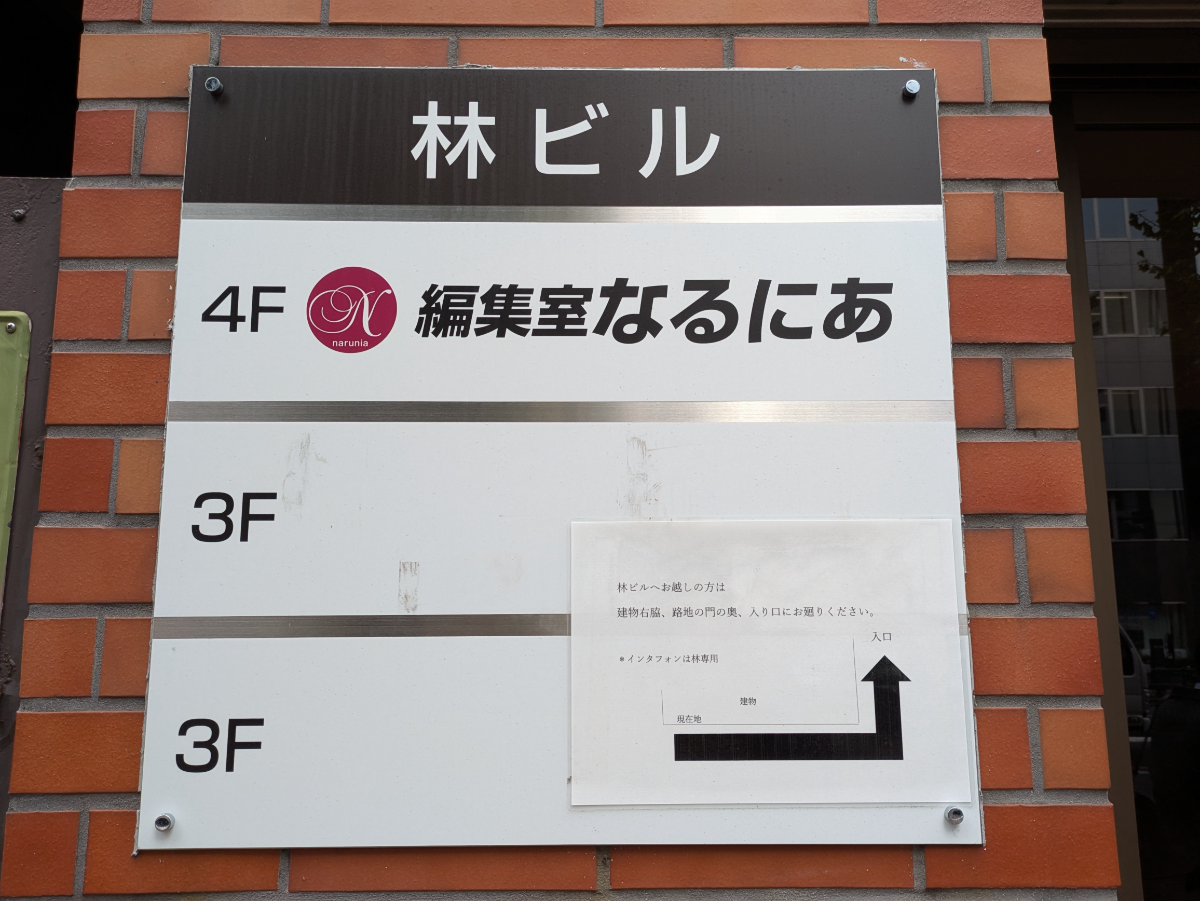 林ビル
4F N narunia 編集室なるにあ
3F
林ビルへお越しの方は
建物右脇、路地の門の奥、入り口にお廻りください。
入口
*インタフォンは林専用
建物
現在地
3F